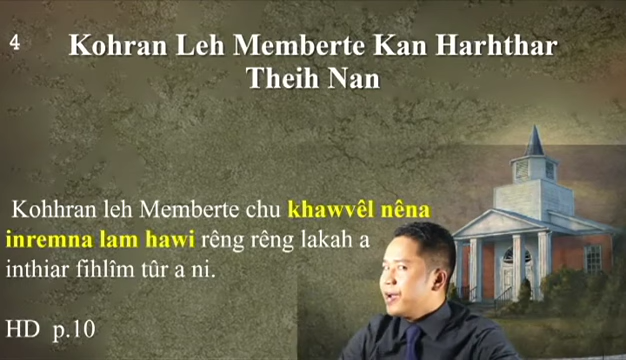 4
Kohran Leh Memberte Kan Harhthar
Theih Nan
Kohhran leh Memberte chu khawvêl nêna
inremna lam hawi rêng rêng lakah a
inthiar fihlîm tûr a ni.
HD p.10